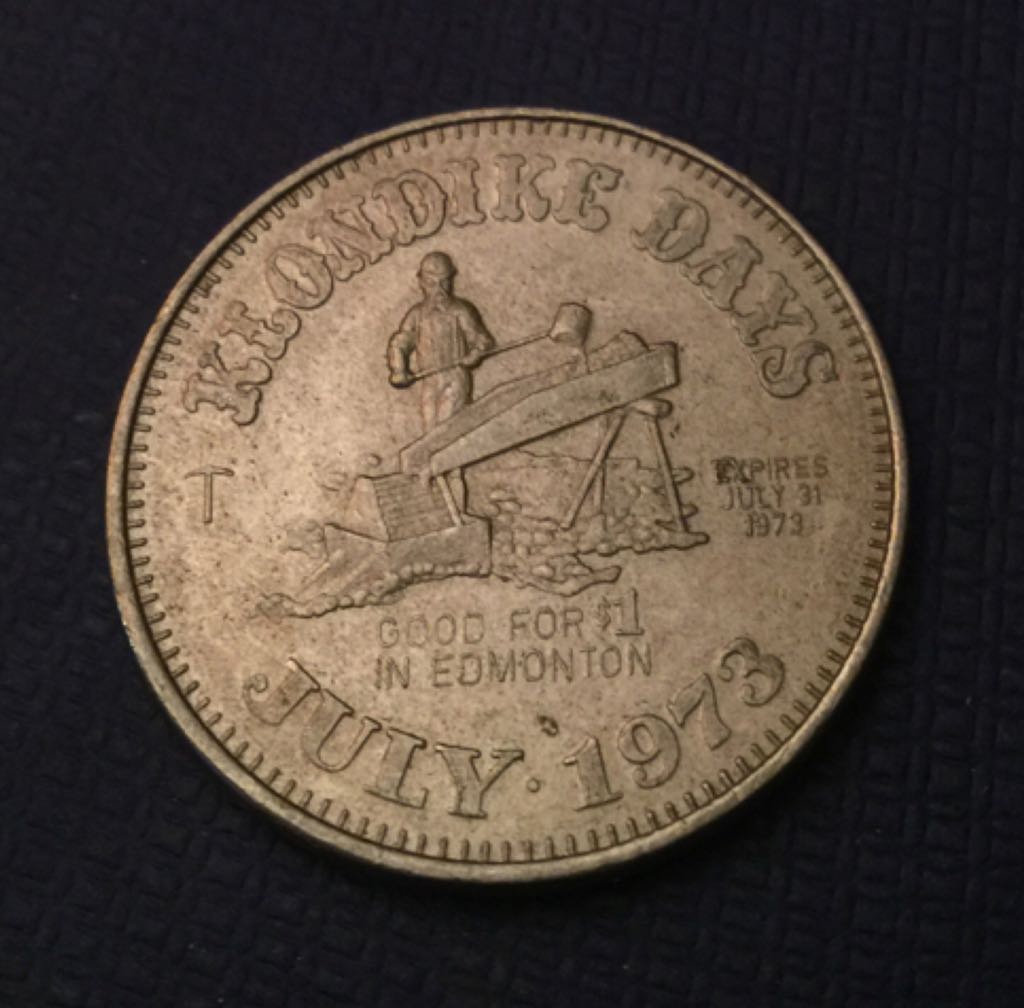 KLONDIKE DAYS
T
EXPIRES
JULY 31
1973
GOOD FOR $1
IN EDMONTON
JULY · 1973